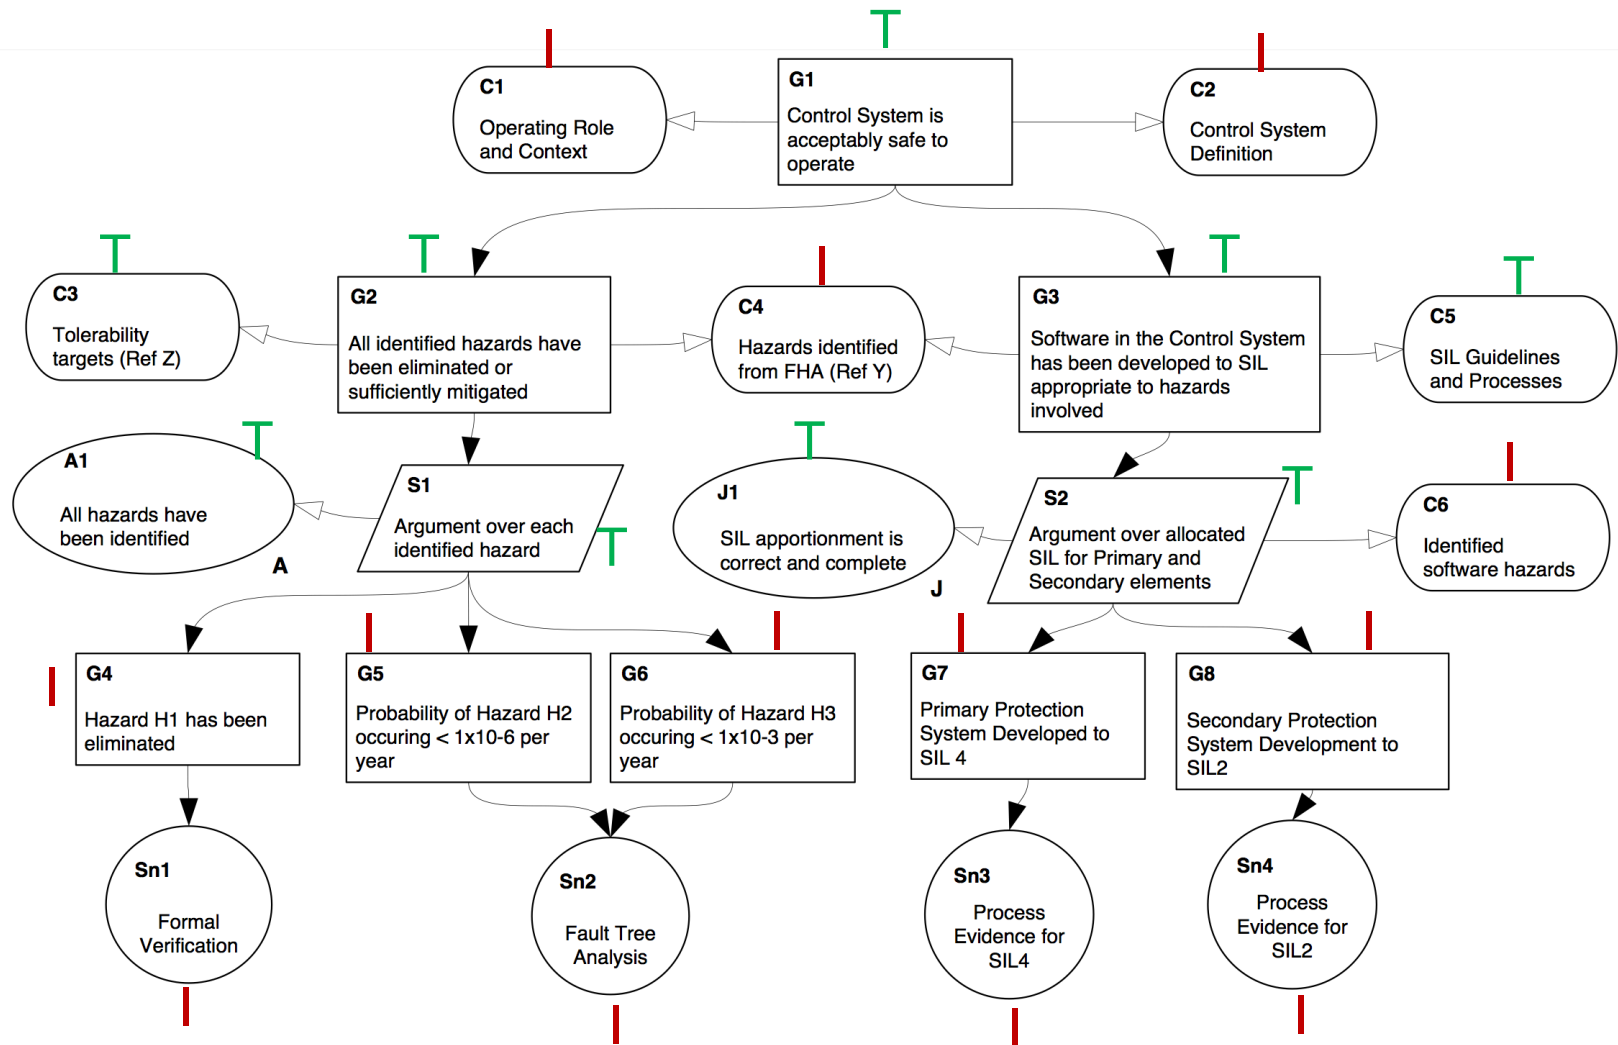 C1
Operating Role
and Context
G1
Control System is
acceptably safe to
operate
C2
Control System
Definition
C3
Tolerability
targets (Ref Z)
G2
All identified hazards have
been eliminated or
sufficiently mitigated
C4
Hazards identified
from FHA (Ref Y)
G3
Software in the Control System
has been developed to SIL
appropriate to hazards
involved
C5
SIL Guidelines
and Processes
A1
All hazards have
been identified
A
S1
Argument over each
identified hazard
J1
SIL apportionment is
correct and complete
J
S2
Argument over allocated
SIL for Primary and
Secondary elements
C6
Identified
software hazards
G4
Hazard H1 has been
eliminated
G5
Probability of Hazard H2
occuring < 1x10-6 per
year
G6
Probability of Hazard H3
occuring < 1x10-3 per
year
G7
Primary Protection
System Developed to
SIL 4
G8
Secondary Protection
System Development to
SIL2
Sn1
Formal
Verification
Sn2
Fault Tree
Analysis
Sn3
Process
Evidence for
SIL4
Sn4
Process
Evidence for
SIL2